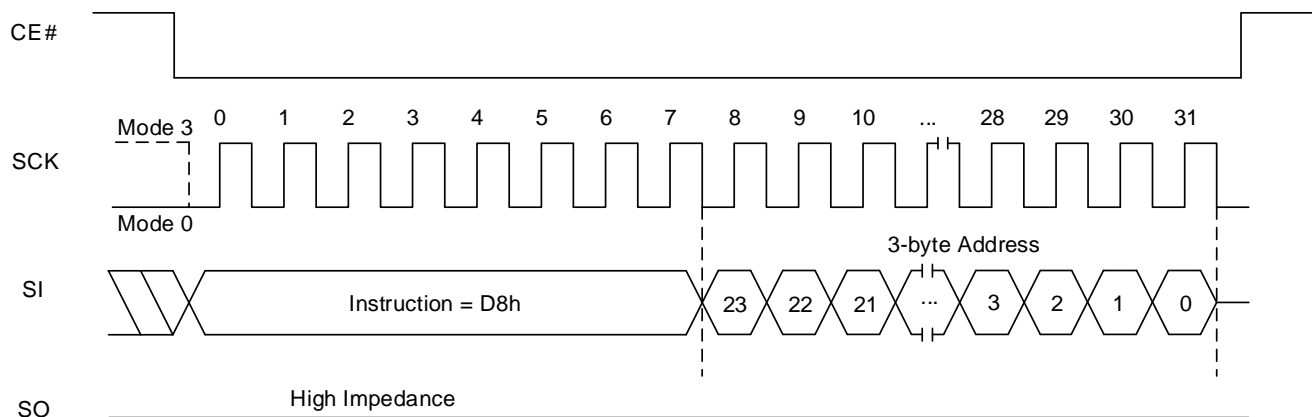 CE#
Mode 3 0 1 2 3 4 5 6 7 8 9 10 ... 28 29 30 31
SCK
Mode 0
3-byte Address
SI Instruction = D8h 23 22 21 ... 3 2 1 0
High Impedance
SO